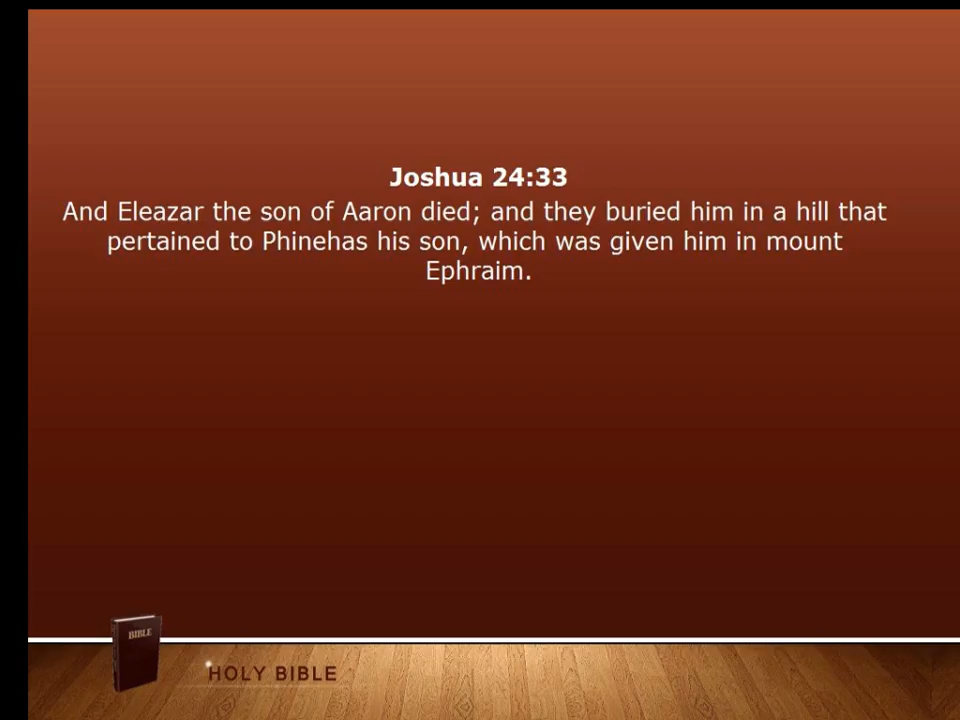 Joshua 24:33
And Eleazar the son of Aaron died; and they buried him in a hill that
pertained to Phinehas his son, which was given him in mount
Ephraim.
BIBLE
HOLY BIBLE